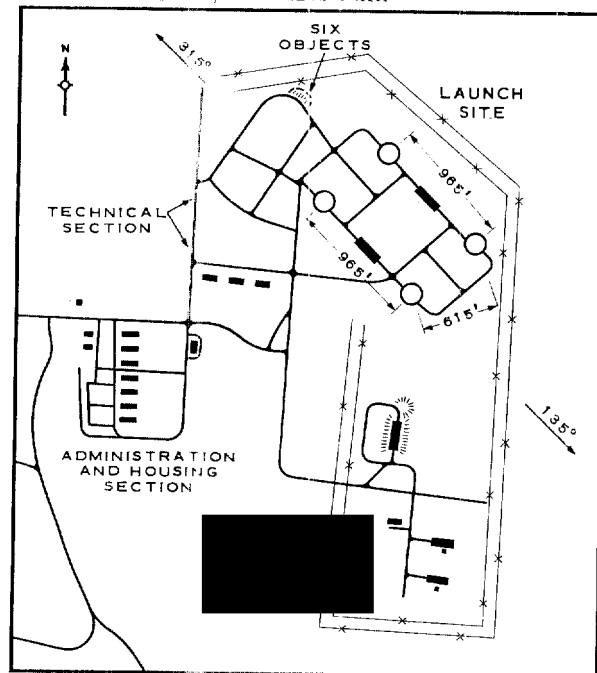 SIX
OBJECTS
315°
N
LAUNCH
SITE
965'
TECHNICAL
SECTION
965'
615'
135°
ADMINISTRATION
AND HOUSING
SECTION